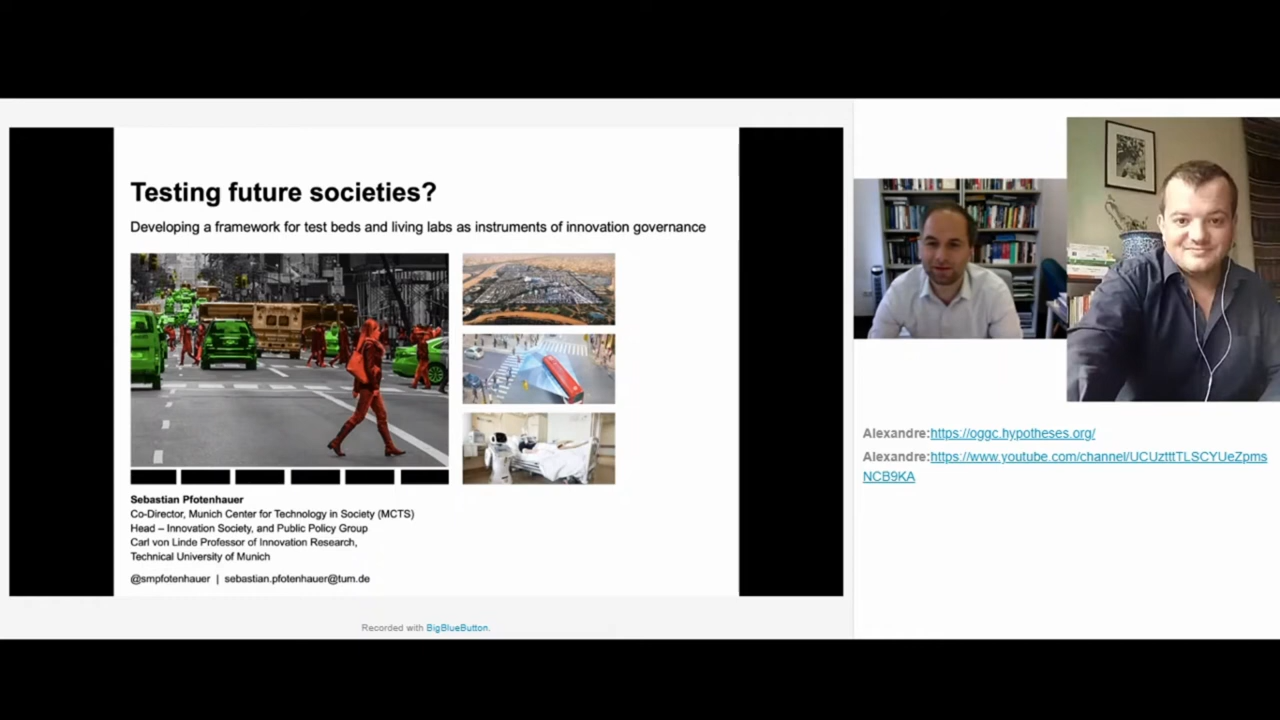 Testing future societies?
Developing a framework for test beds and living labs as instruments of innovation governance
Sebastian Pfotenhauer
Co-Director, Munich Center for Technology in Society (MCTS)
Head – Innovation Society, and Public Policy Group
Carl von Linde Professor of Innovation Research,
Technical University of Munich
@smpfotenhauer | sebastian.pfotenhauer@tum.de
Recorded with BigBlueButton.
Alexandre:https://oggc.hypotheses.org/
Alexandre:https://www.youtube.com/channel/UCUztttTLSCYUeZpms
NCB9KA